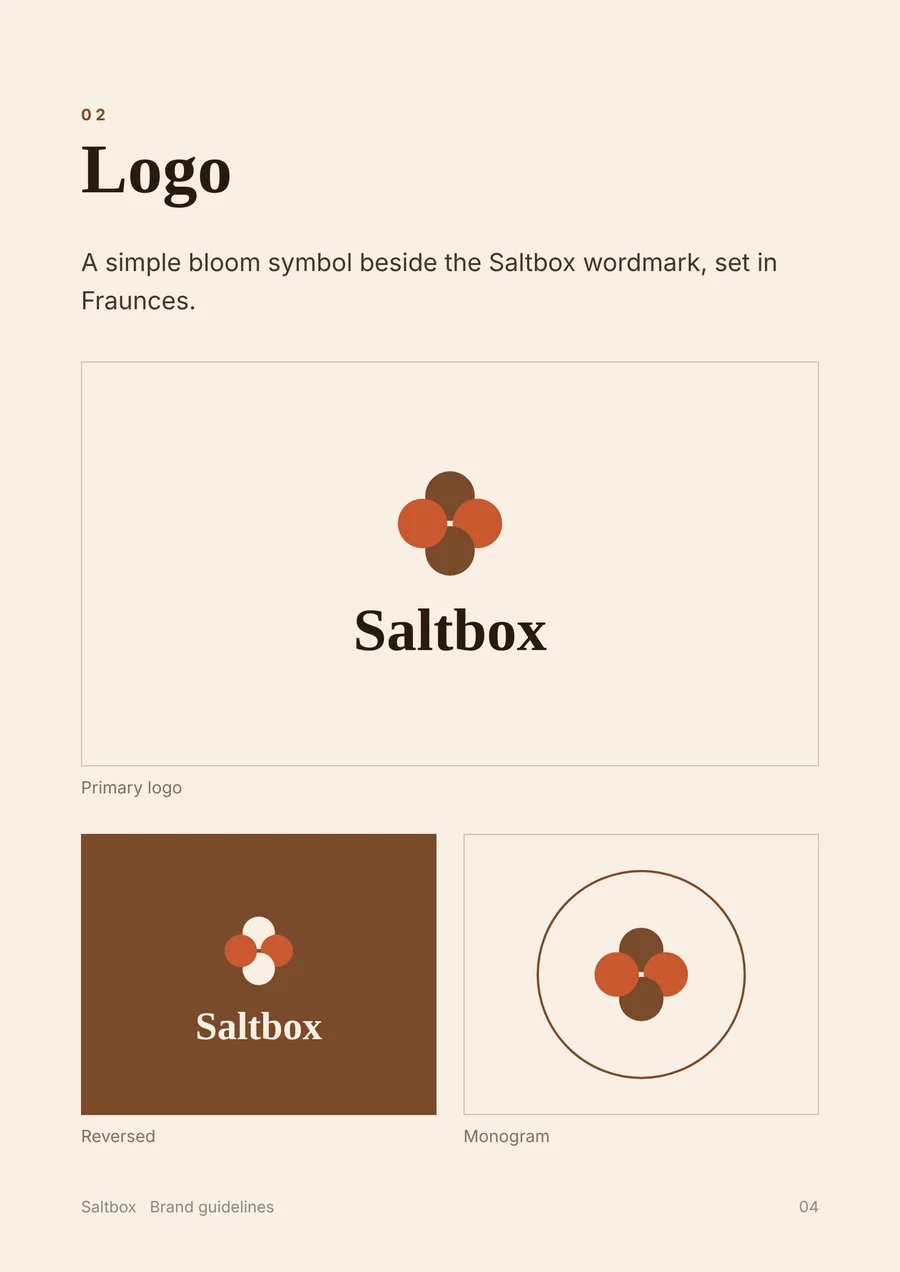 02
Logo
A simple bloom symbol beside the Saltbox wordmark, set in
Fraunces.
Saltbox
Primary logo
Saltbox
Reversed
Monogram
Saltbox Brand guidelines
04